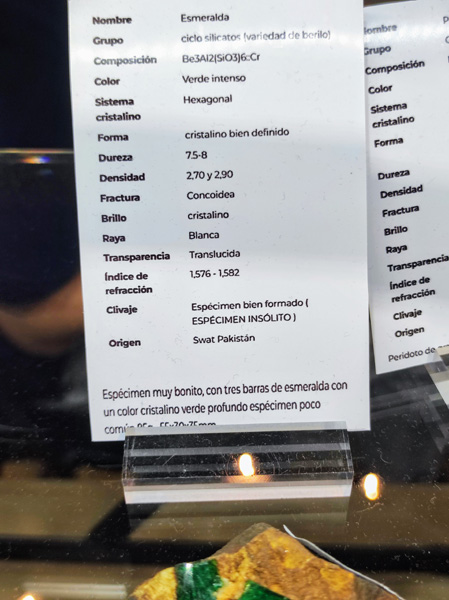 Nombre Esmeralda
Grupo ciclo silicatos (variedad de berilo)
Composición Be3Al2(SiO3)6::Cr
Color Verde intenso
Sistema Hexagonal
cristalino
Forma cristalino bien definido
Dureza 7.5-8
Densidad 2,70 y 2,90
Fractura Concoidea
Brillo cristalino
Raya Blanca
Transparencia Translucida
Índice de 1,576 - 1,582
refracción
Clivaje Espécimen bien formado (
ESPÉCIMEN INSÓLITO )
Origen Swat Pakistán
Espécimen muy bonito, con tres barras de esmeralda con
un color cristalino verde profundo espécimen poco
Nombre
Grupo
Composición
Color
Sistema
cristalino
Forma
Dureza
Densidad
Fractura
Brillo
Raya
Transparencia
Índice de
refracción
Clivaje
Origen
Peridoto de